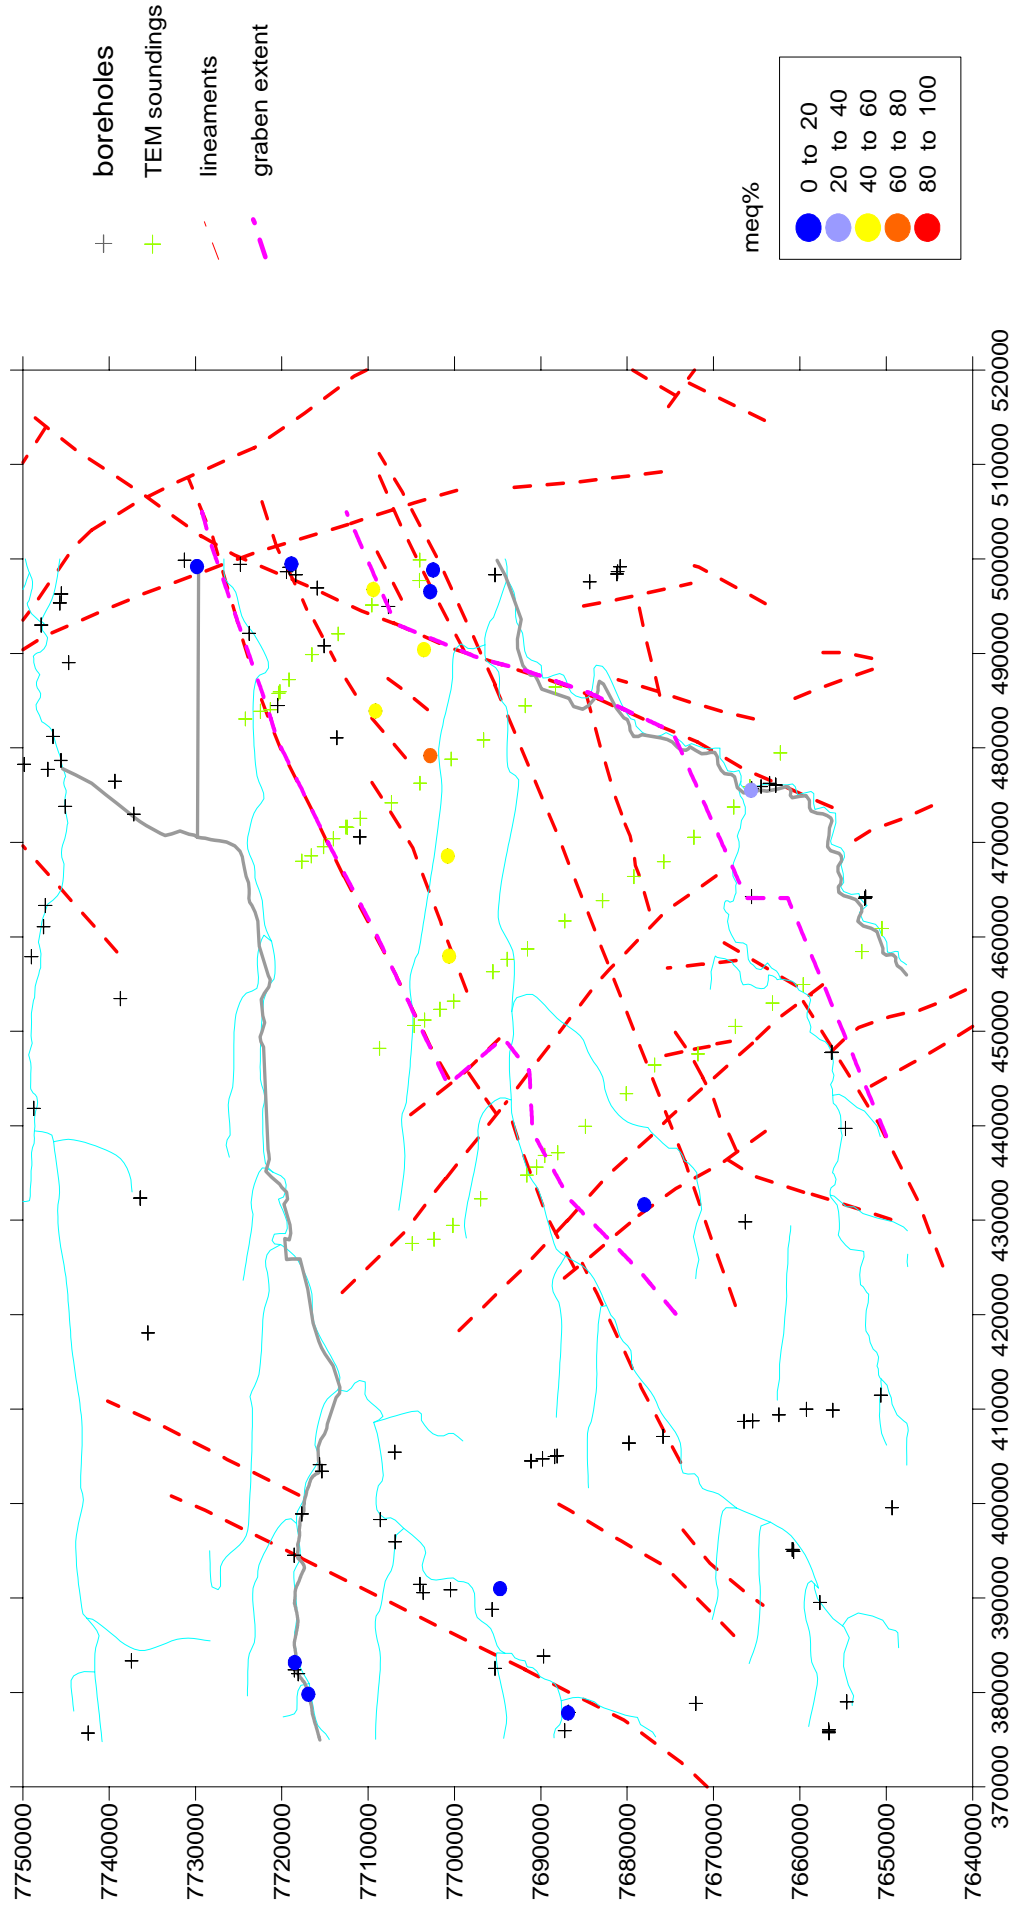 boreholes
TEM soundings
lineaments
graben extent
meq%
0 to 20
20 to 40
40 to 60
60 to 80
80 to 100
7750000
7740000
7730000
7720000
7710000
7700000
7690000
7680000
7670000
7660000
7650000
7640000
370000
380000
390000
400000
410000
420000
430000
440000
450000
460000
470000
480000
490000
500000
510000
520000